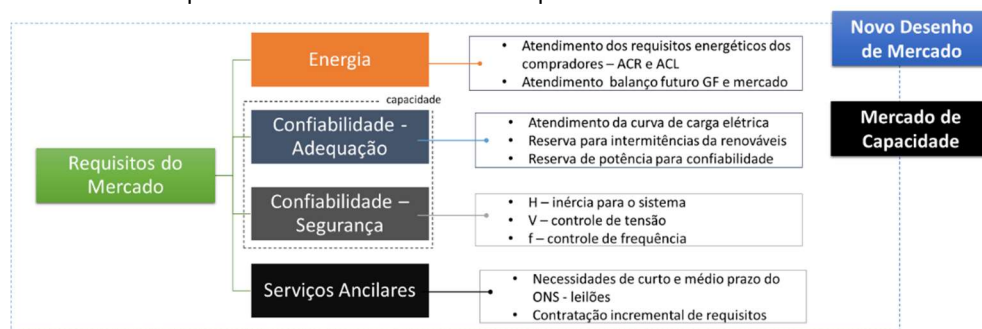 Novo Desenho
de Mercado
Energia
• Atendimento dos requisitos energéticos dos
compradores – ACR e ACL
• Atendimento balanço futuro GF e mercado
capacidade
Mercado de
Capacidade
Confiabilidade -
Adequação
• Atendimento da curva de carga elétrica
• Reserva para intermitências da renováveis
• Reserva de potência para confiabilidade
Requisitos do
Mercado
Confiabilidade –
Segurança
• H – inércia para o sistema
• V – controle de tensão
• f – controle de frequência
Serviços Ancilares
• Necessidades de curto e médio prazo do
ONS - leilões
• Contratação incremental de requisitos